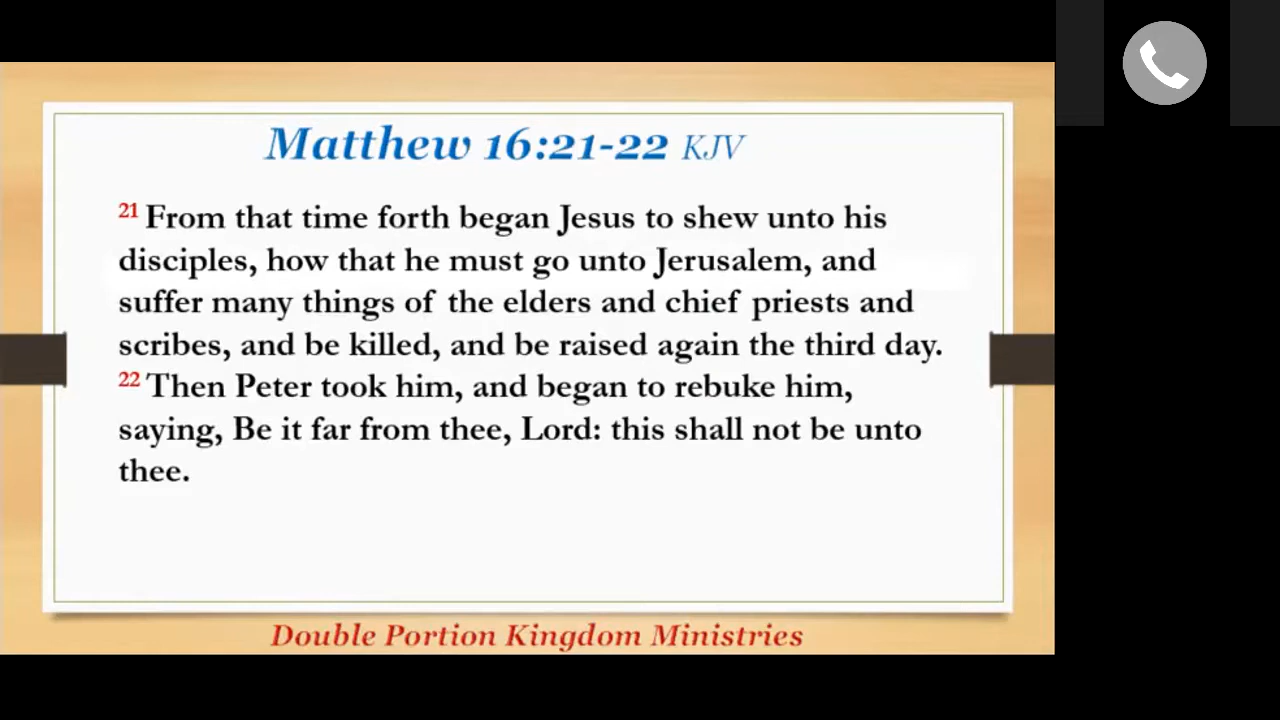 Matthew 16:21-22 KJV
21 From that time forth began Jesus to shew unto his
disciples, how that he must go unto Jerusalem, and
suffer many things of the elders and chief priests and
scribes, and be killed, and be raised again the third day.
22 Then Peter took him, and began to rebuke him,
saying, Be it far from thee, Lord: this shall not be unto
thee.
Double Portion Kingdom Ministries